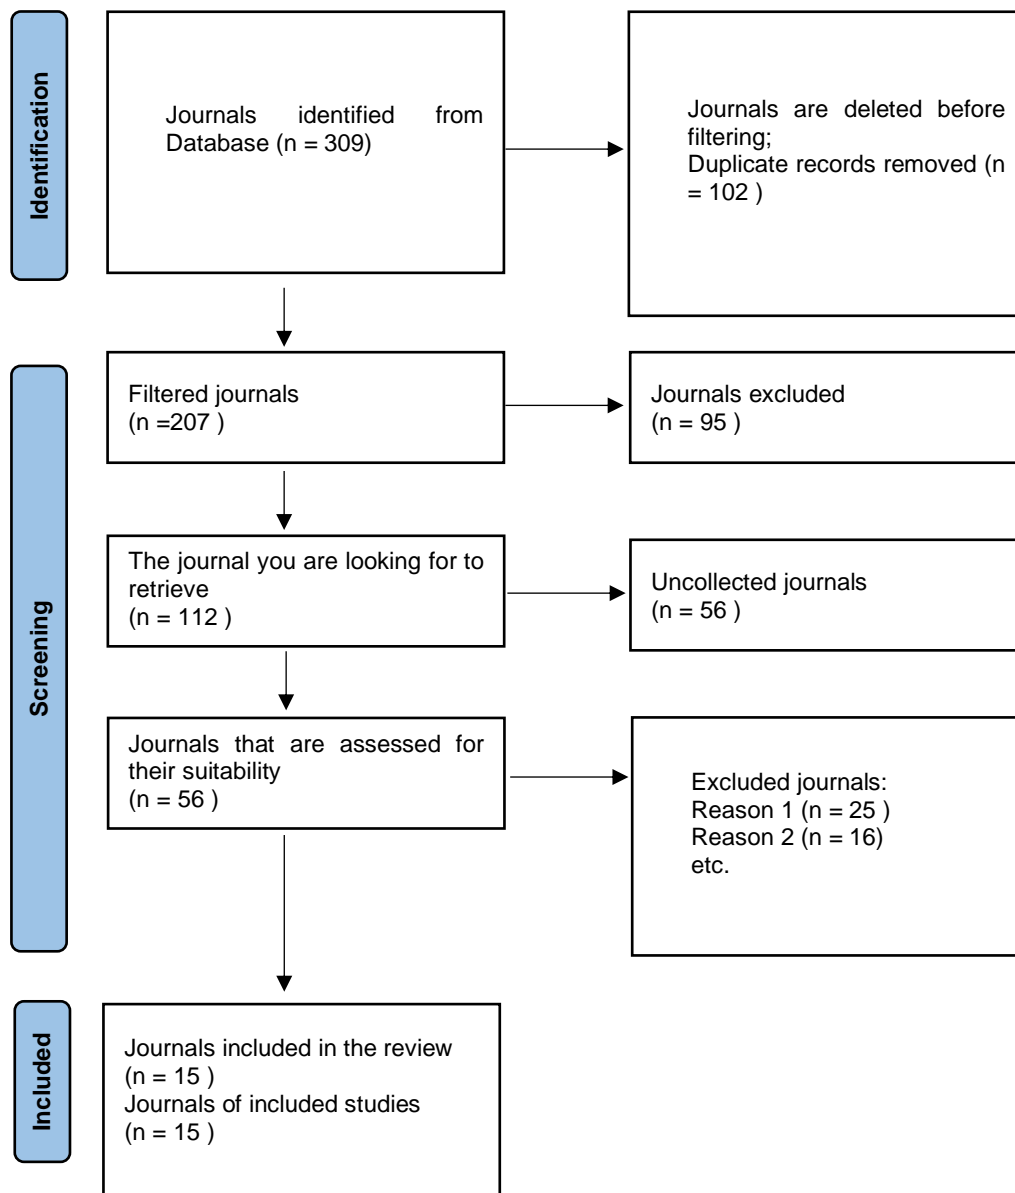 Identification
Journals identified from
Database (n = 309)
Journals are deleted before
filtering;
Duplicate records removed (n
= 102 )
Screening
Filtered journals
(n =207 )
Journals excluded
(n = 95 )
The journal you are looking for to
retrieve
(n = 112 )
Uncollected journals
(n = 56 )
Journals that are assessed for
their suitability
(n = 56 )
Excluded journals:
Reason 1 (n = 25 )
Reason 2 (n = 16)
etc.
Included
Journals included in the review
(n = 15 )
Journals of included studies
(n = 15 )